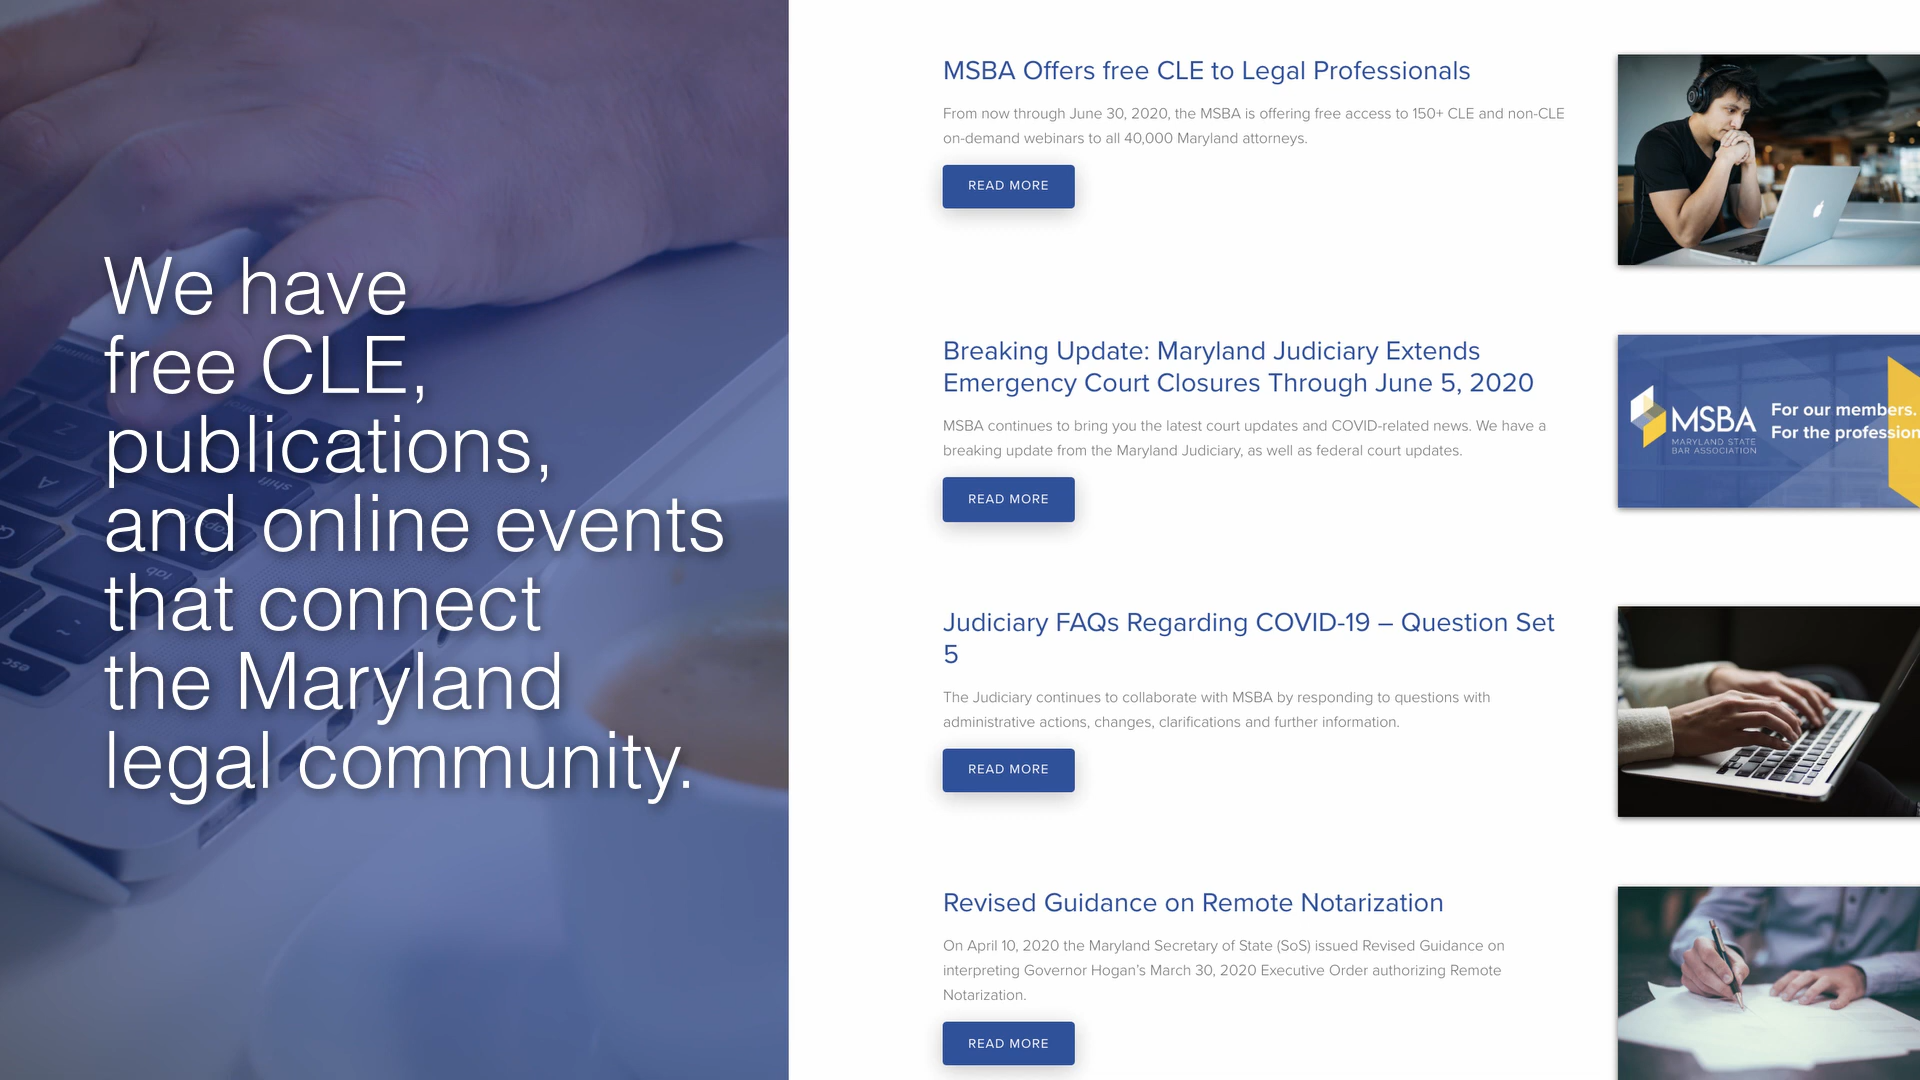 We have
free CLE,
publications,
and online events
that connect
the Maryland
legal community.
MSBA Offers free CLE to Legal Professionals
From now through June 30, 2020, the MSBA is offering free access to 150+ CLE and non-CLE
on-demand webinars to all 40,000 Maryland attorneys.
READ MORE
Breaking Update: Maryland Judiciary Extends
Emergency Court Closures Through June 5, 2020
MSBA continues to bring you the latest court updates and COVID-related news. We have a
breaking update from the Maryland Judiciary, as well as federal court updates.
READ MORE
MSBA
MARYLAND STATE
BAR ASSOCIATION
For our members.
For the profession
Judiciary FAQs Regarding COVID-19 – Question Set
5
The Judiciary continues to collaborate with MSBA by responding to questions with
administrative actions, changes, clarifications and further information.
READ MORE
Revised Guidance on Remote Notarization
On April 10, 2020 the Maryland Secretary of State (SoS) issued Revised Guidance on
interpreting Governor Hogan’s March 30, 2020 Executive Order authorizing Remote
Notarization.
READ MORE
Z
A
shift
caps
tab
~
esc